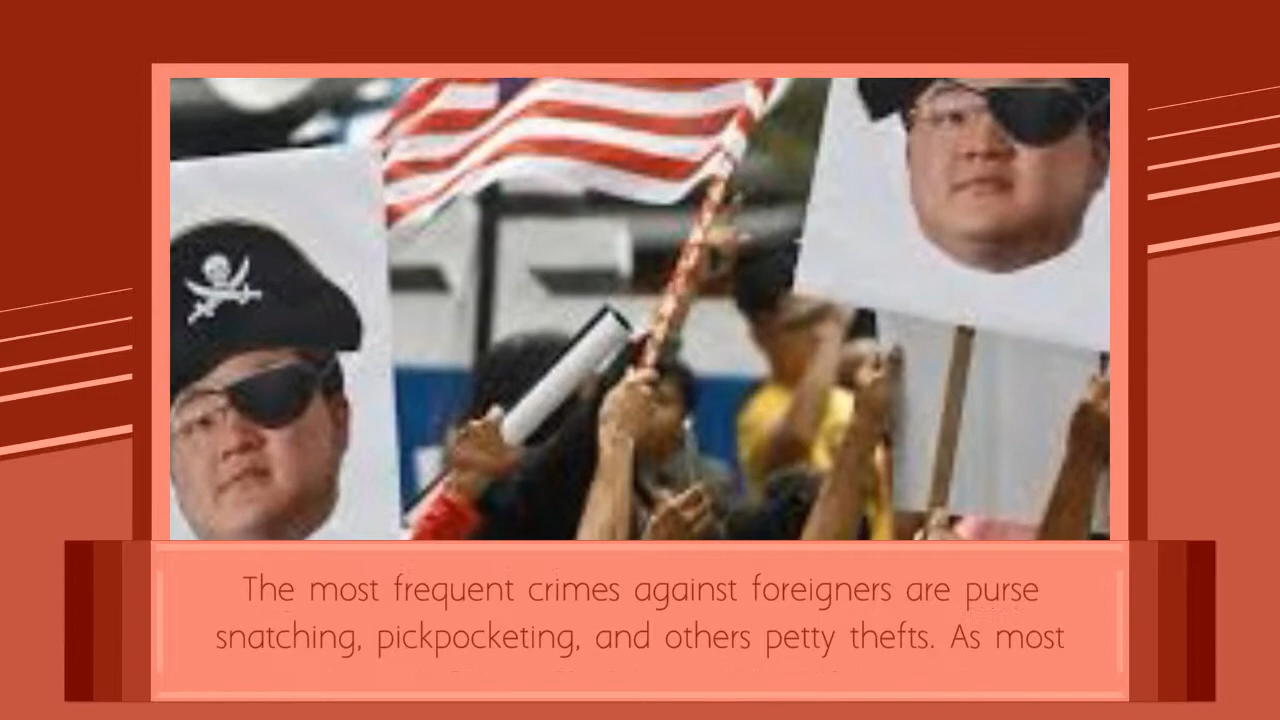 The most frequent crimes against foreigners are purse
snatching, pickpocketing, and others petty thefts. As most